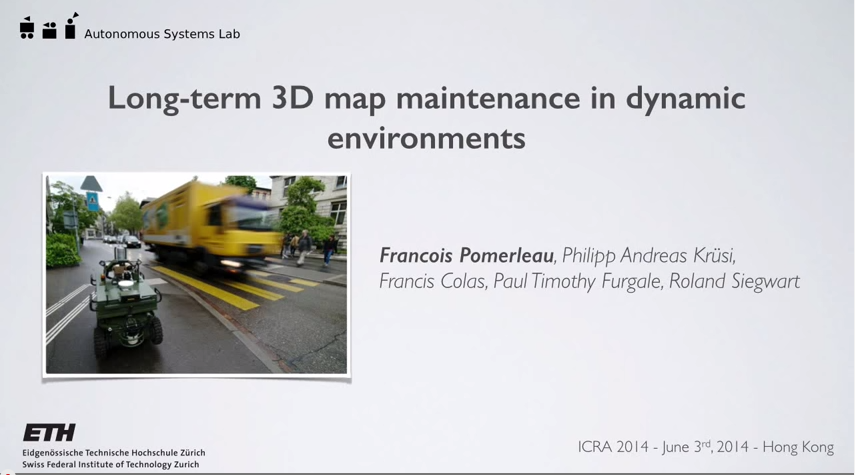 Autonomous Systems Lab
Long-term 3D map maintenance in dynamic
environments
Francois Pomerleau, Philipp Andreas Krüsi,
Francis Colas, Paul Timothy Furgale, Roland Siegwart
ETH
Eidgenössische Technische Hochschule Zürich
Swiss Federal Institute of Technology Zurich
ICRA 2014 - June 3rd, 2014 - Hong Kong